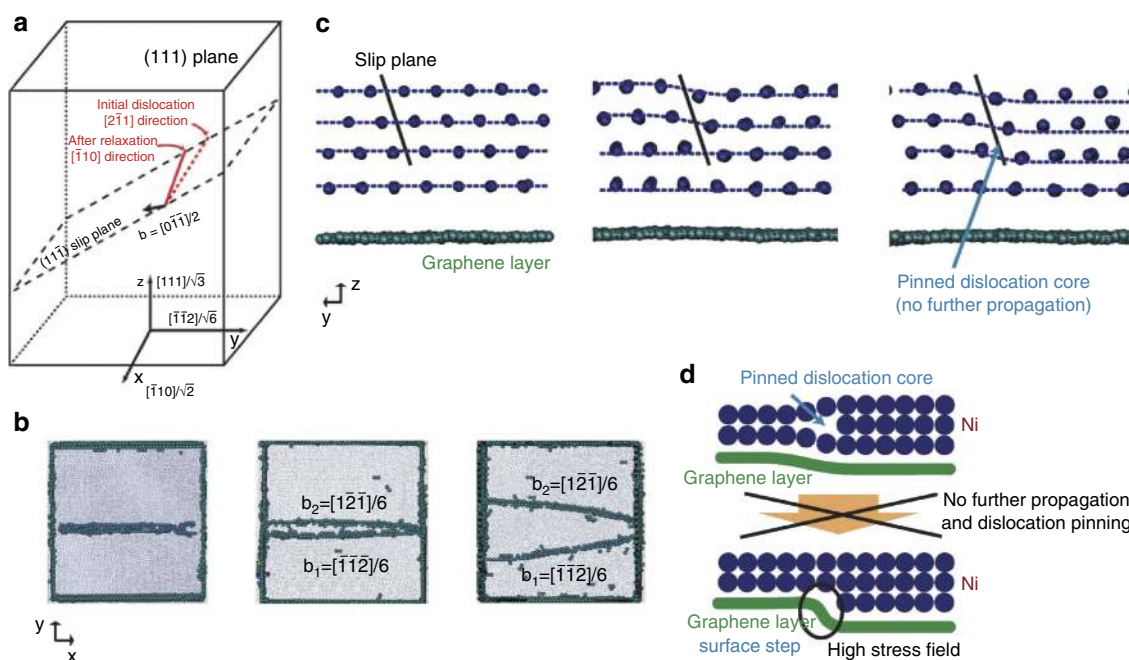 a
(111) plane
Initial dislocation
[2̄11] direction
After relaxation
[1̄10] direction
b = [01̄1̄]/2
(111̄) slip plane
z
[111]/√3
[1̄1̄2]/√6
y
x
[1̄10]/√2
b
b₂=[12̄1̄]/6
b₁=[1̄1̄2̄]/6
b₂=[12̄1̄]/6
b₁=[1̄1̄2̄]/6
y
x
c
Slip plane
Graphene layer
z
y
Pinned dislocation core
(no further propagation)
d
Pinned dislocation core
Ni
Graphene layer
No further propagation
and dislocation pinning
Ni
Graphene layer
surface step
High stress field